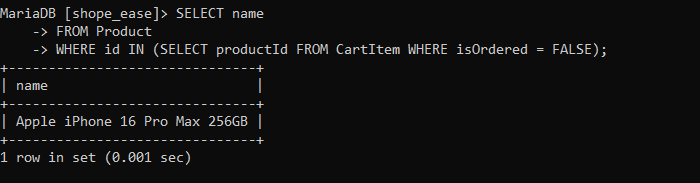 MariaDB [shope_ease]> SELECT name
    -> FROM Product
    -> WHERE id IN (SELECT productId FROM CartItem WHERE isOrdered = FALSE);
+-------------------------------+
| name                          |
+-------------------------------+
| Apple iPhone 16 Pro Max 256GB |
+-------------------------------+
1 row in set (0.001 sec)